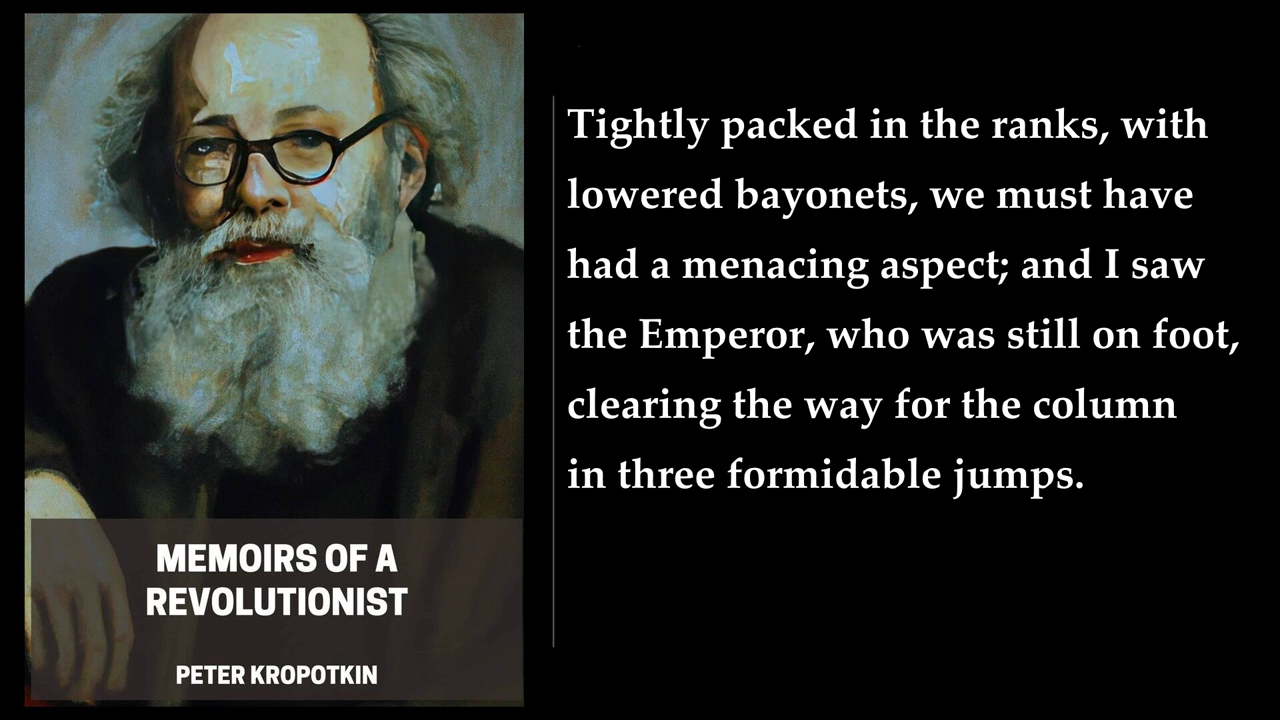 Tightly packed in the ranks, with
lowered bayonets, we must have
had a menacing aspect; and I saw
the Emperor, who was still on foot,
clearing the way for the column
in three formidable jumps.
MEMOIRS OF A
REVOLUTIONIST
PETER KROPOTKIN